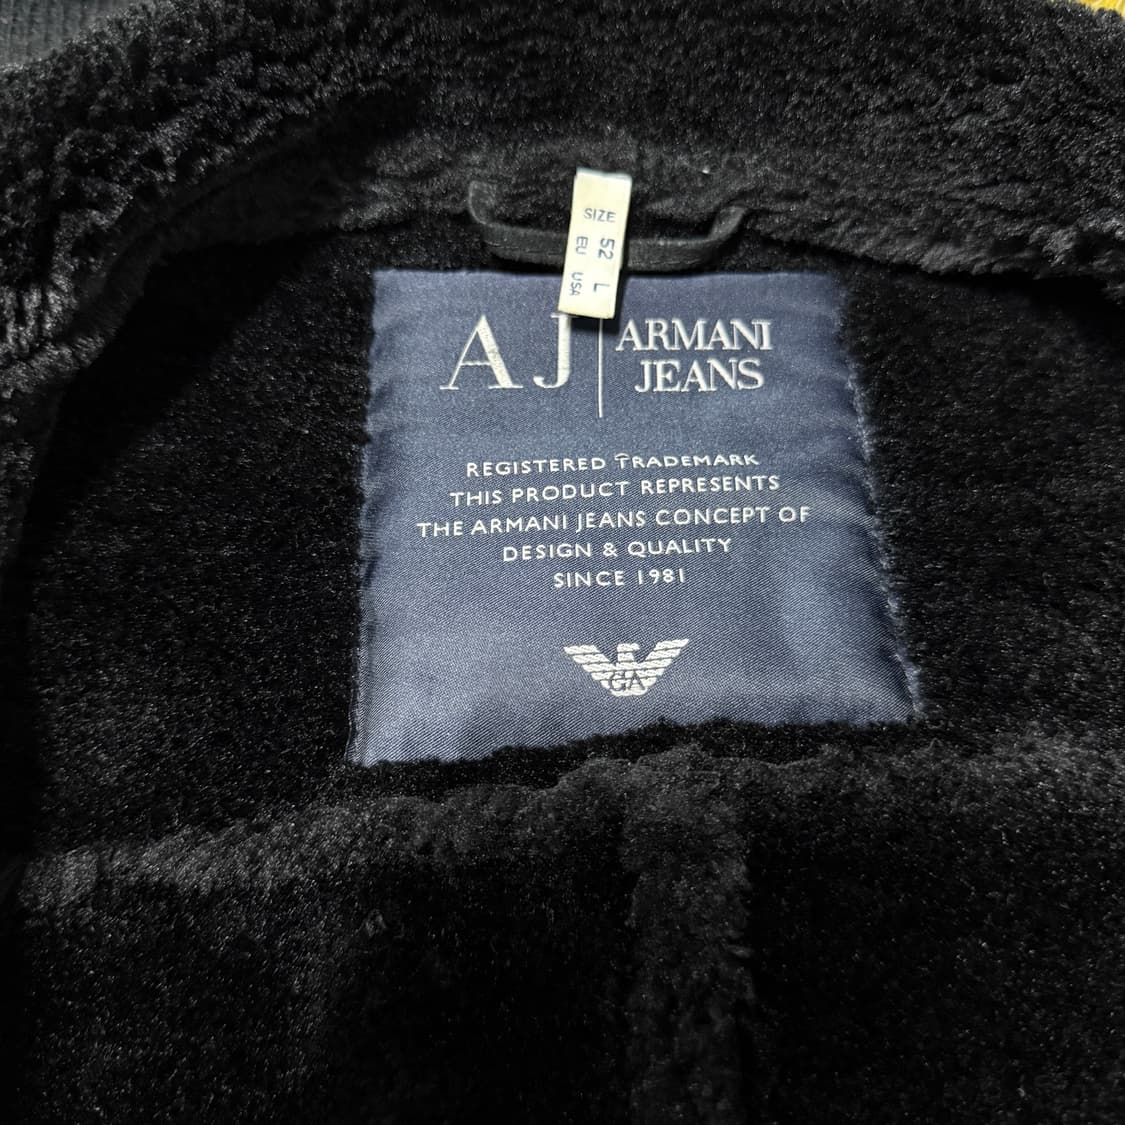 SIZE
52 L
EU USA
AJ
ARMANI
JEANS
REGISTERED TRADEMARK
THIS PRODUCT REPRESENTS
THE ARMANI JEANS CONCEPT OF
DESIGN & QUALITY
SINCE 1981
GA